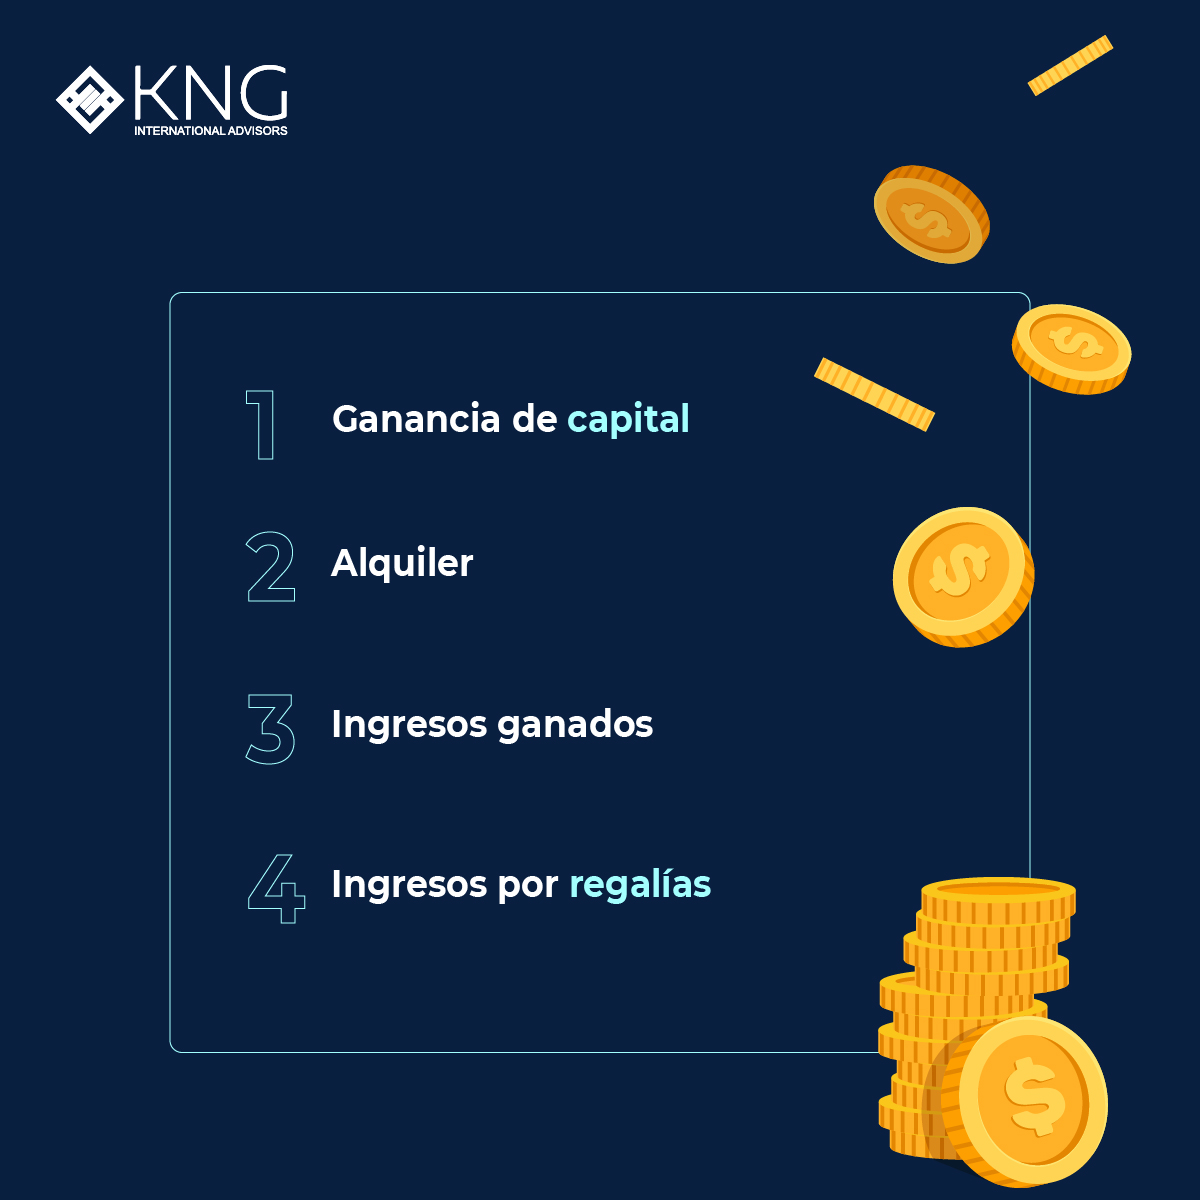 KNG
INTERNATIONAL ADVISORS
1 Ganancia de capital
2 Alquiler
3 Ingresos ganados
4 Ingresos por regalías